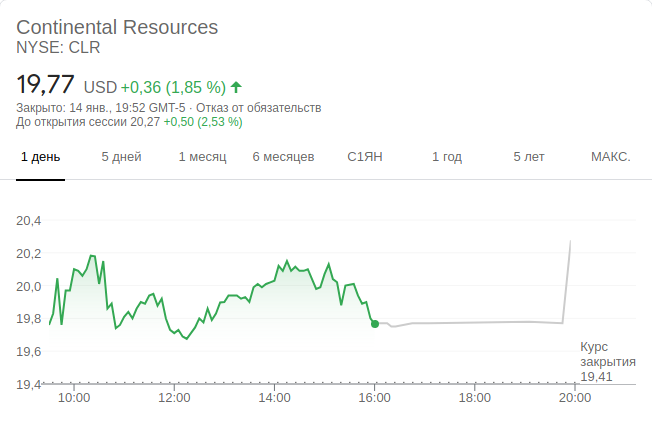 Continental Resources
NYSE: CLR
19,77 USD +0,36 (1,85 %)
Закрыто: 14 янв., 19:52 GMT-5 · Отказ от обязательств
До открытия сессии 20,27 +0,50 (2,53 %)
1 день 5 дней 1 месяц 6 месяцев С1ЯН 1 год 5 лет МАКС.
20,4
20,2
20,0
19,8
19,6
Курс
закрытия
19,41
19,4
10:00 12:00 14:00 16:00 18:00 20:00